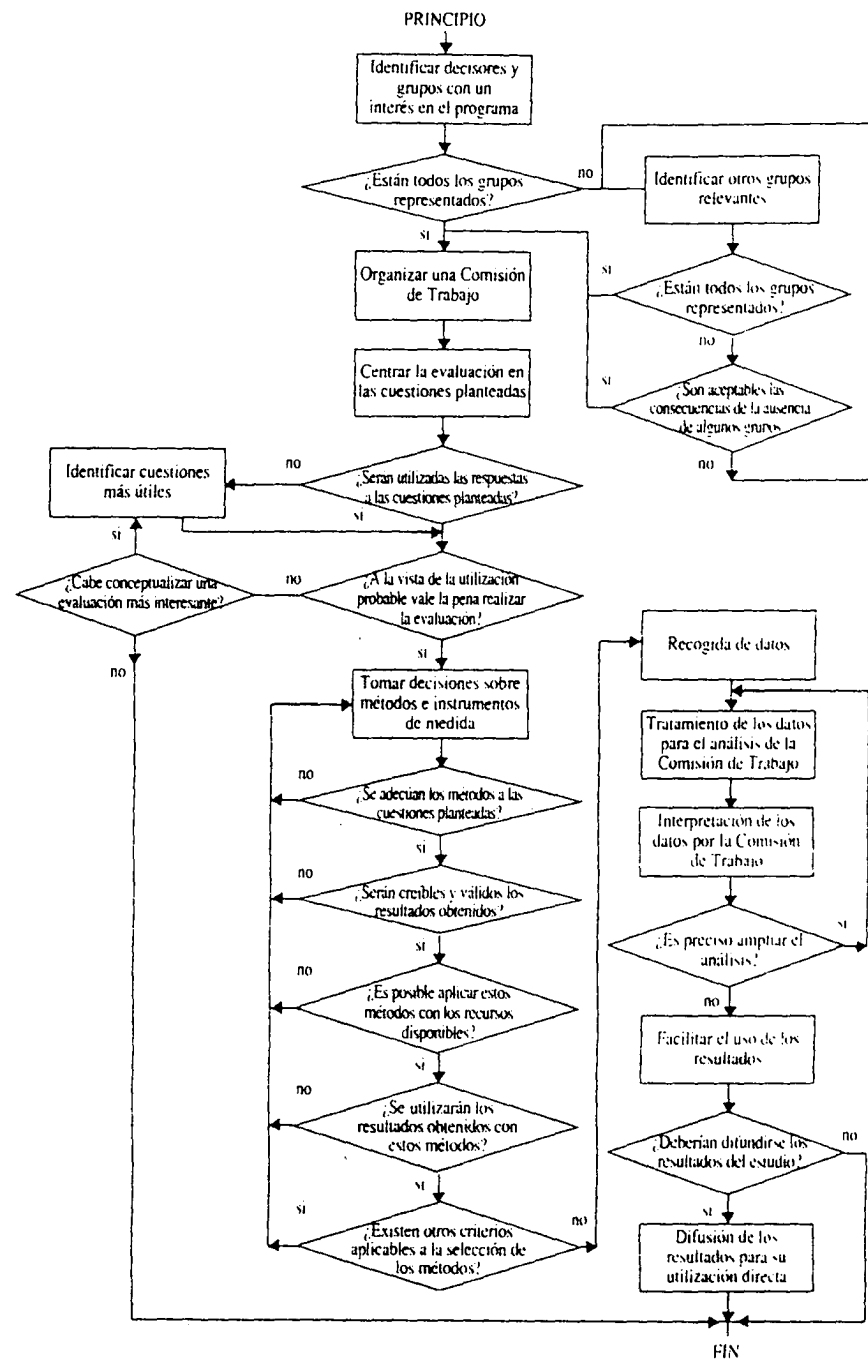 PRINCIPIO
Identificar decisores y
grupos con un
interés en el programa
¿Están todos los grupos
representados?
no
si
Identificar otros grupos
relevantes
¿Están todos los grupos
representados?
si
no
¿Son aceptables las
consecuencias de la ausencia
de algunos grupos
si
no
Organizar una Comisión
de Trabajo
Centrar la evaluación en
las cuestiones planteadas
¿Seran utilizadas las respuestas
a las cuestiones planteadas?
no
si
Identificar cuestiones
más útiles
si
¿Cabe conceptualizar una
evaluación más interesante?
no
no
¿A la vista de la utilización
probable vale la pena realizar
la evaluación?
si
Tomar decisiones sobre
métodos e instrumentos
de medida
no
¿Se adecúan los métodos a las
cuestiones planteadas?
si
no
¿Serán creíbles y válidos los
resultados obtenidos?
si
no
¿Es posible aplicar estos
métodos con los recursos
disponibles?
si
no
¿Se utilizarán los
resultados obtenidos con
estos métodos?
si
si
¿Existen otros criterios
aplicables a la selección de
los métodos?
no
Recogida de datos
Tratamiento de los datos
para el análisis de la
Comisión de Trabajo
Interpretación de los
datos por la Comisión
de Trabajo
¿Es preciso ampliar el
análisis?
si
no
Facilitar el uso de los
resultados
¿Deberían difundirse los
resultados del estudio?
no
si
Difusión de los
resultados para su
utilización directa
FIN